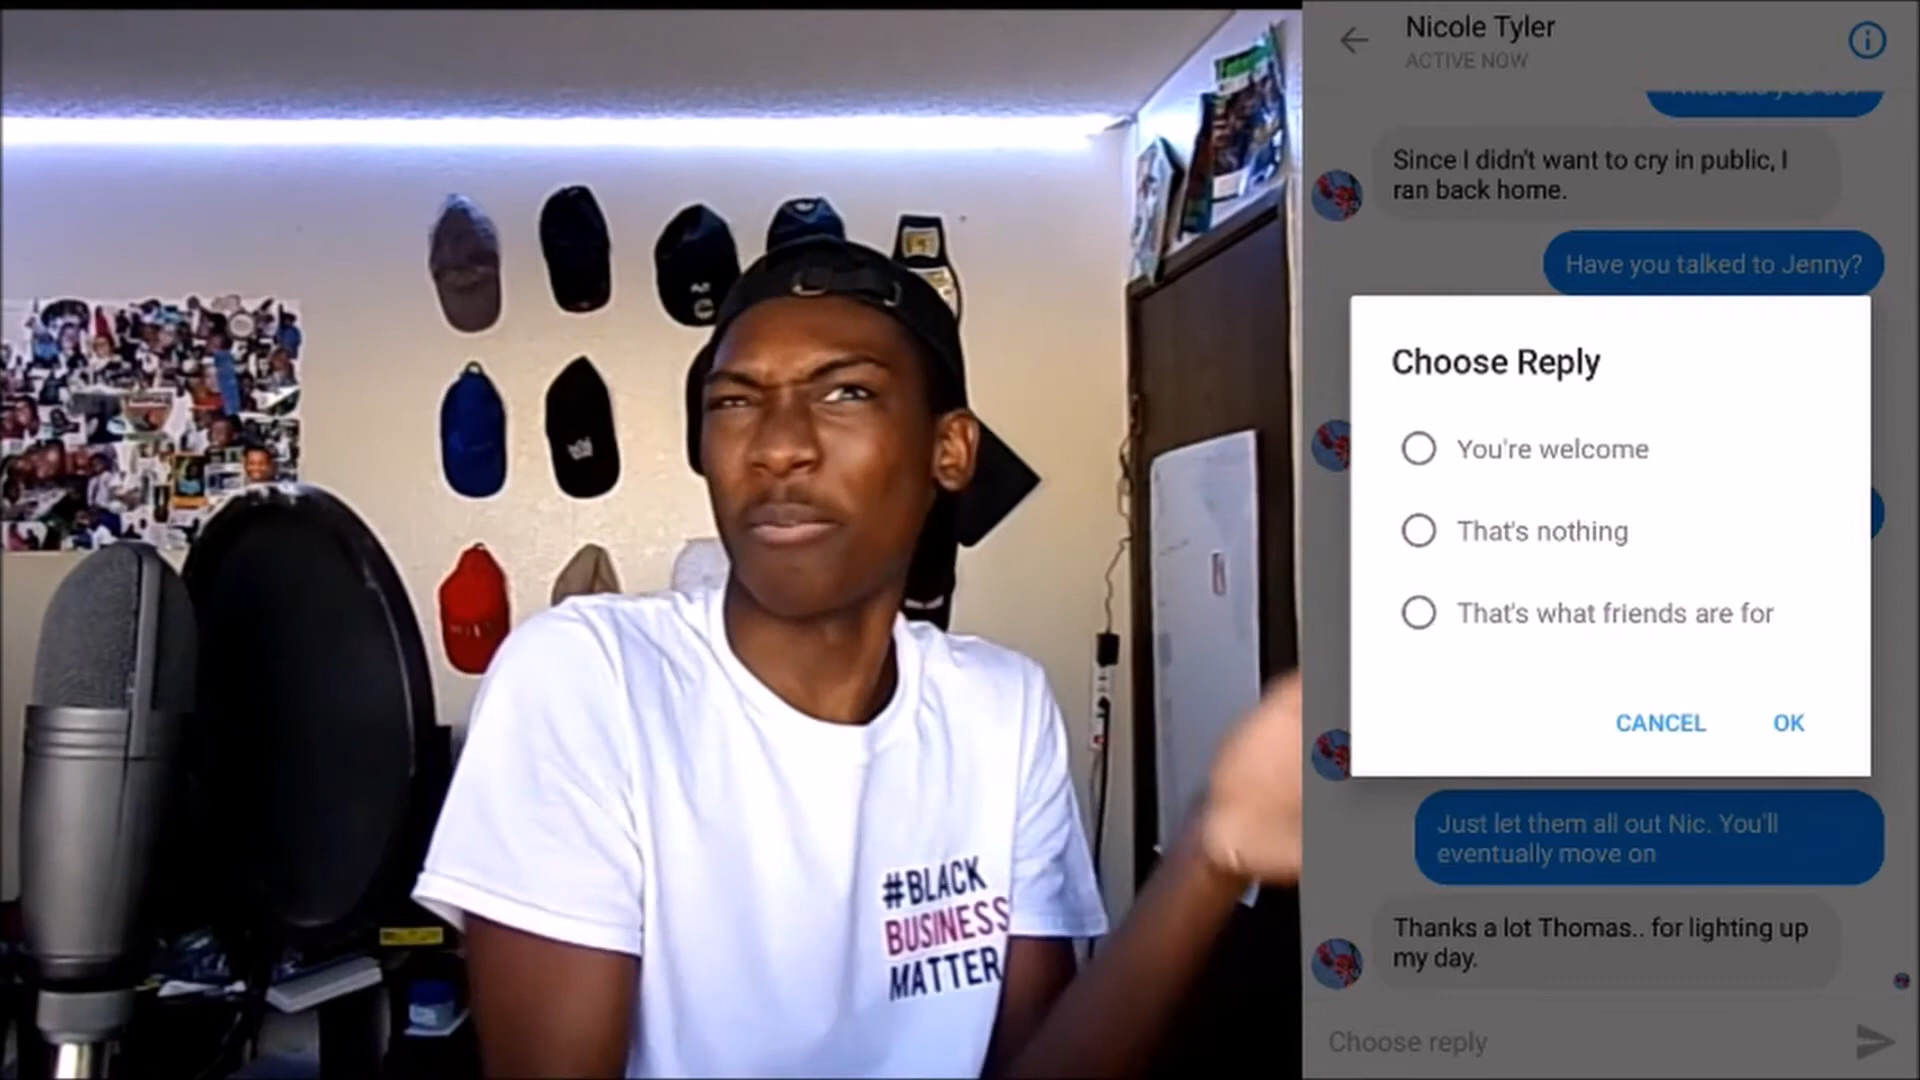 #BLACK
BUSINESS
MATTER
Nicole Tyler
ACTIVE NOW
Since I didn't want to cry in public, I
ran back home.
Have you talked to Jenny?
Choose Reply
You're welcome
That's nothing
That's what friends are for
CANCEL
OK
Just let them all out Nic. You'll
eventually move on
Thanks a lot Thomas.. for lighting up
my day.
Choose reply